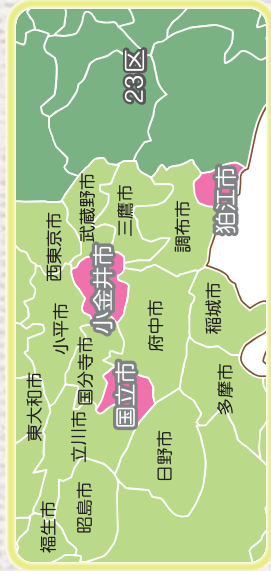 福生市
東大和市
昭島市
立川市
小平市
西東京市
国分寺市
武蔵野市
小金井市
三鷹市
23区
国立市
日野市
府中市
調布市
狛江市
稲城市
多摩市